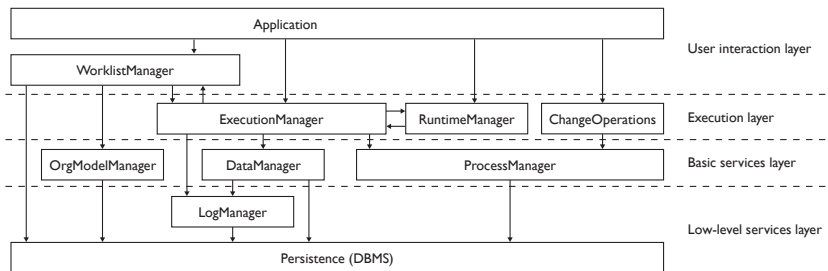 Application
User interaction layer
WorklistManager
ExecutionManager
RuntimeManager
ChangeOperations
Execution layer
OrgModelManager
DataManager
ProcessManager
Basic services layer
LogManager
Low-level services layer
Persistence (DBMS)